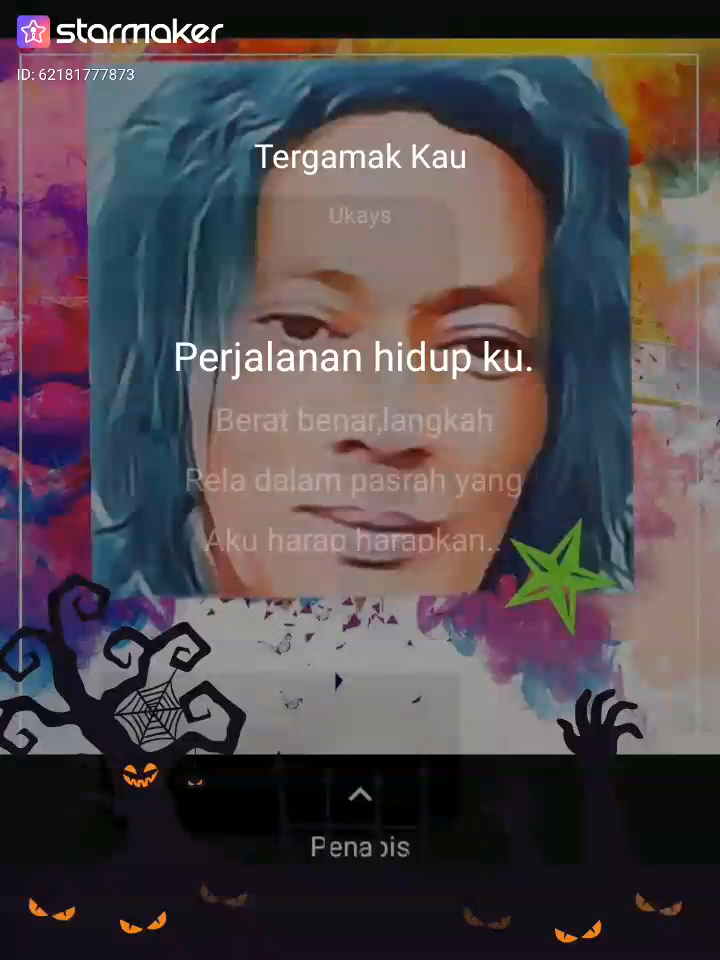 starmaker
ID: 62181777873
Tergamak Kau
Ukays
Perjalanan hidup ku.
Berat benar,langkah
Rela dalam pasrah yang
Aku harap harapkan..
Penapis